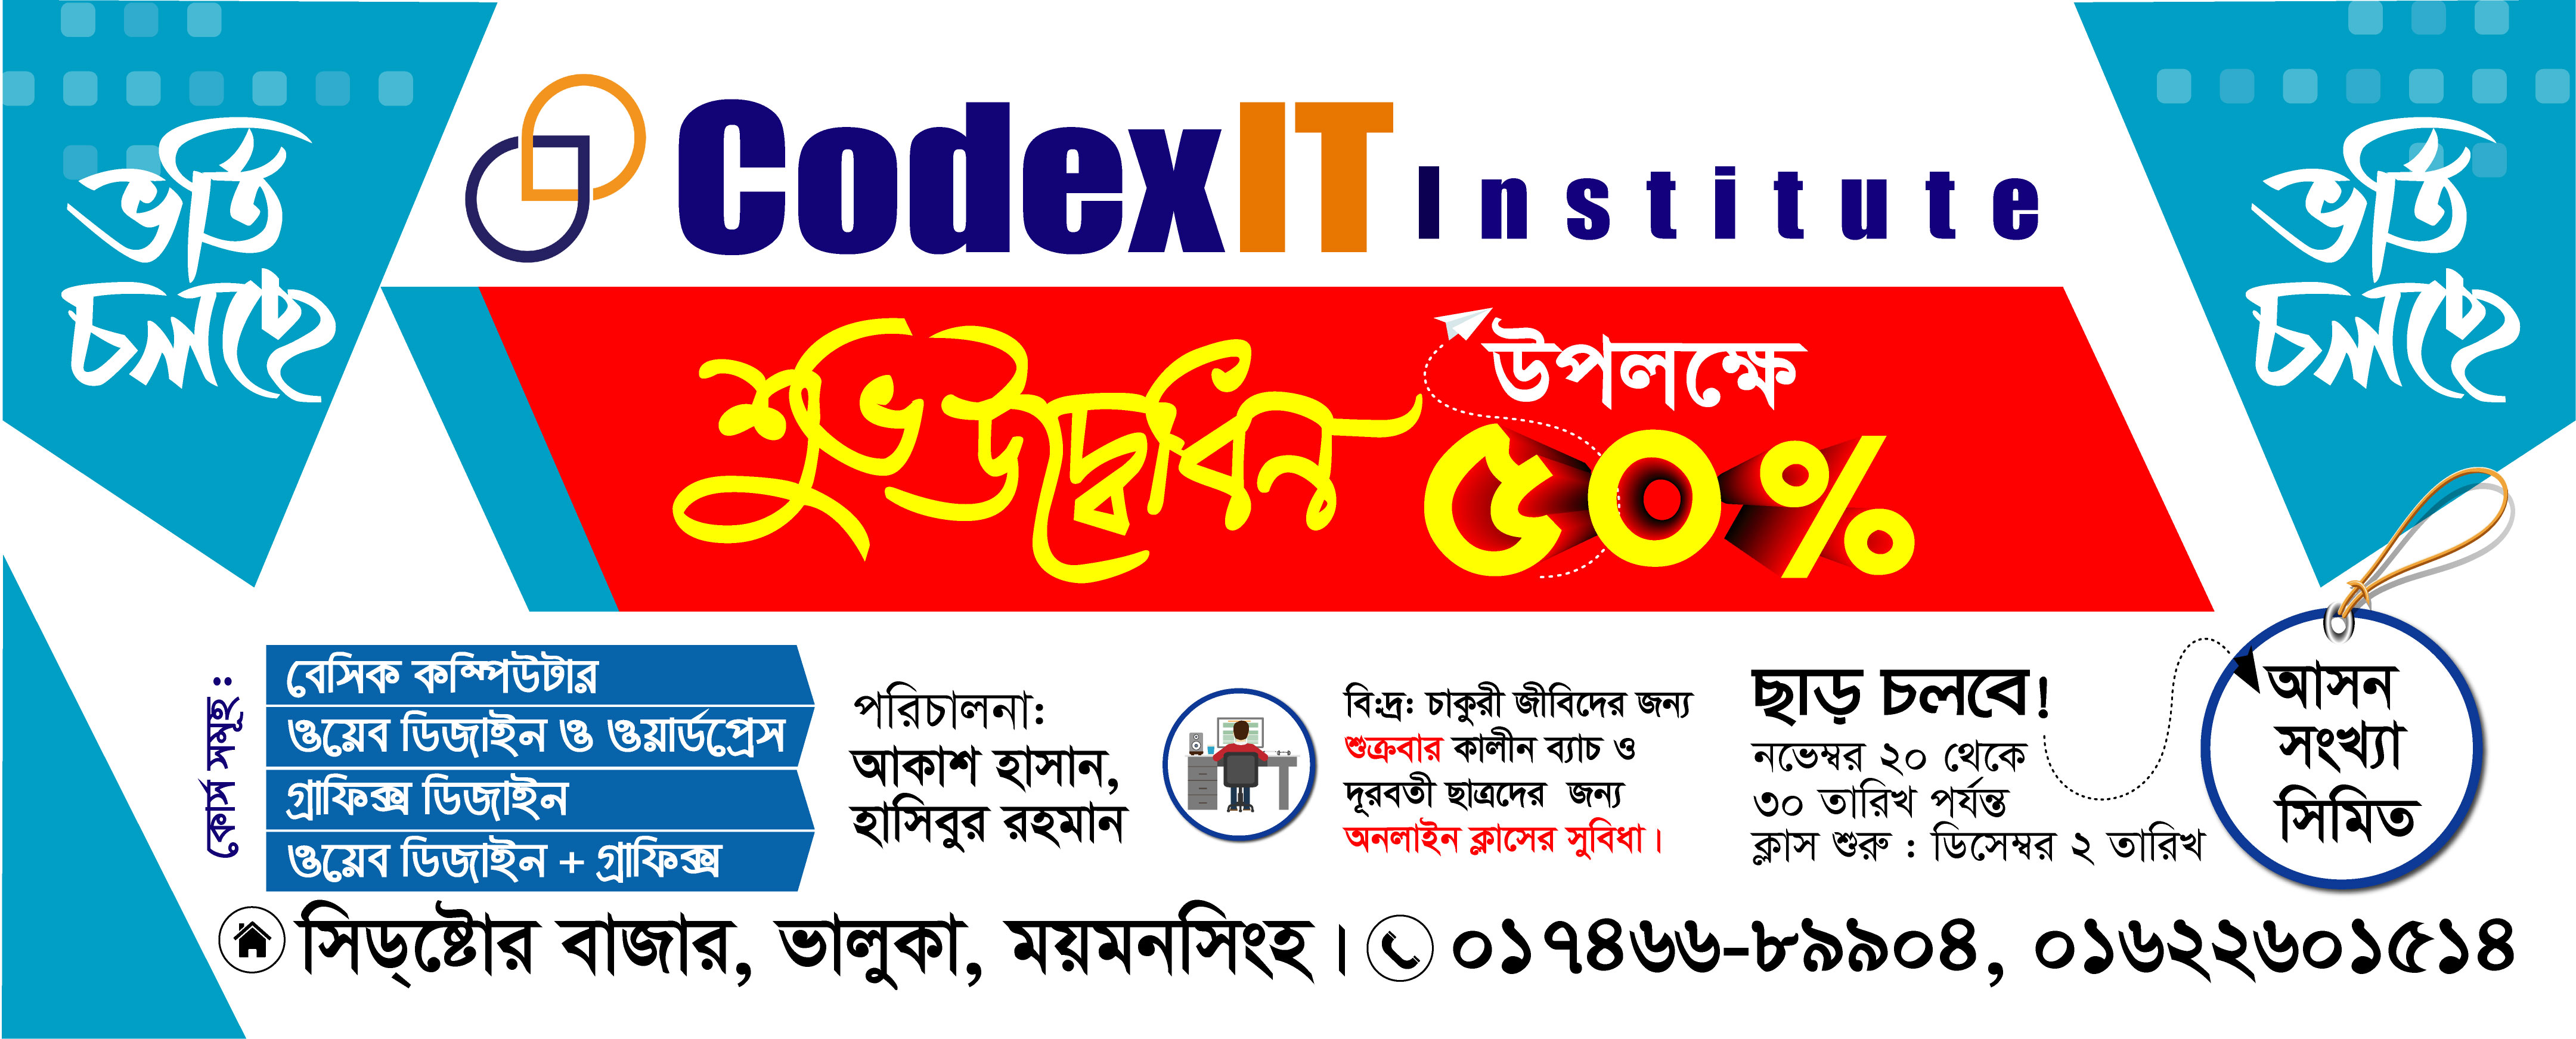 ভর্তি
চলছে
CodexIT Institute
ভর্তি
চলছে
শুভ উদ্বোধন
উপলক্ষে
৫০%
কোর্স সমূহ:
বেসিক কম্পিউটার
ওয়েব ডিজাইন ও ওয়ার্ডপ্রেস
গ্রাফিক্স ডিজাইন
ওয়েব ডিজাইন + গ্রাফিক্স
পরিচালনা:
আকাশ হাসান,
হাসিবুর রহমান
বি:দ্র: চাকুরী জীবিদের জন্য
শুক্রবার কালীন ব্যাচ ও
দূরবর্তী ছাত্রদের জন্য
অনলাইন ক্লাসের সুবিধা।
ছাড় চলবে!
নভেম্বর ২০ থেকে
৩০ তারিখ পর্যন্ত
ক্লাস শুরু : ডিসেম্বর ২ তারিখ
আসন
সংখ্যা
সিমিত
সিড্ষ্টোর বাজার, ভালুকা, ময়মনসিংহ। ০১৭৪৬৬-৮৯৯০৪, ০১৬২২৬০১৫১৪